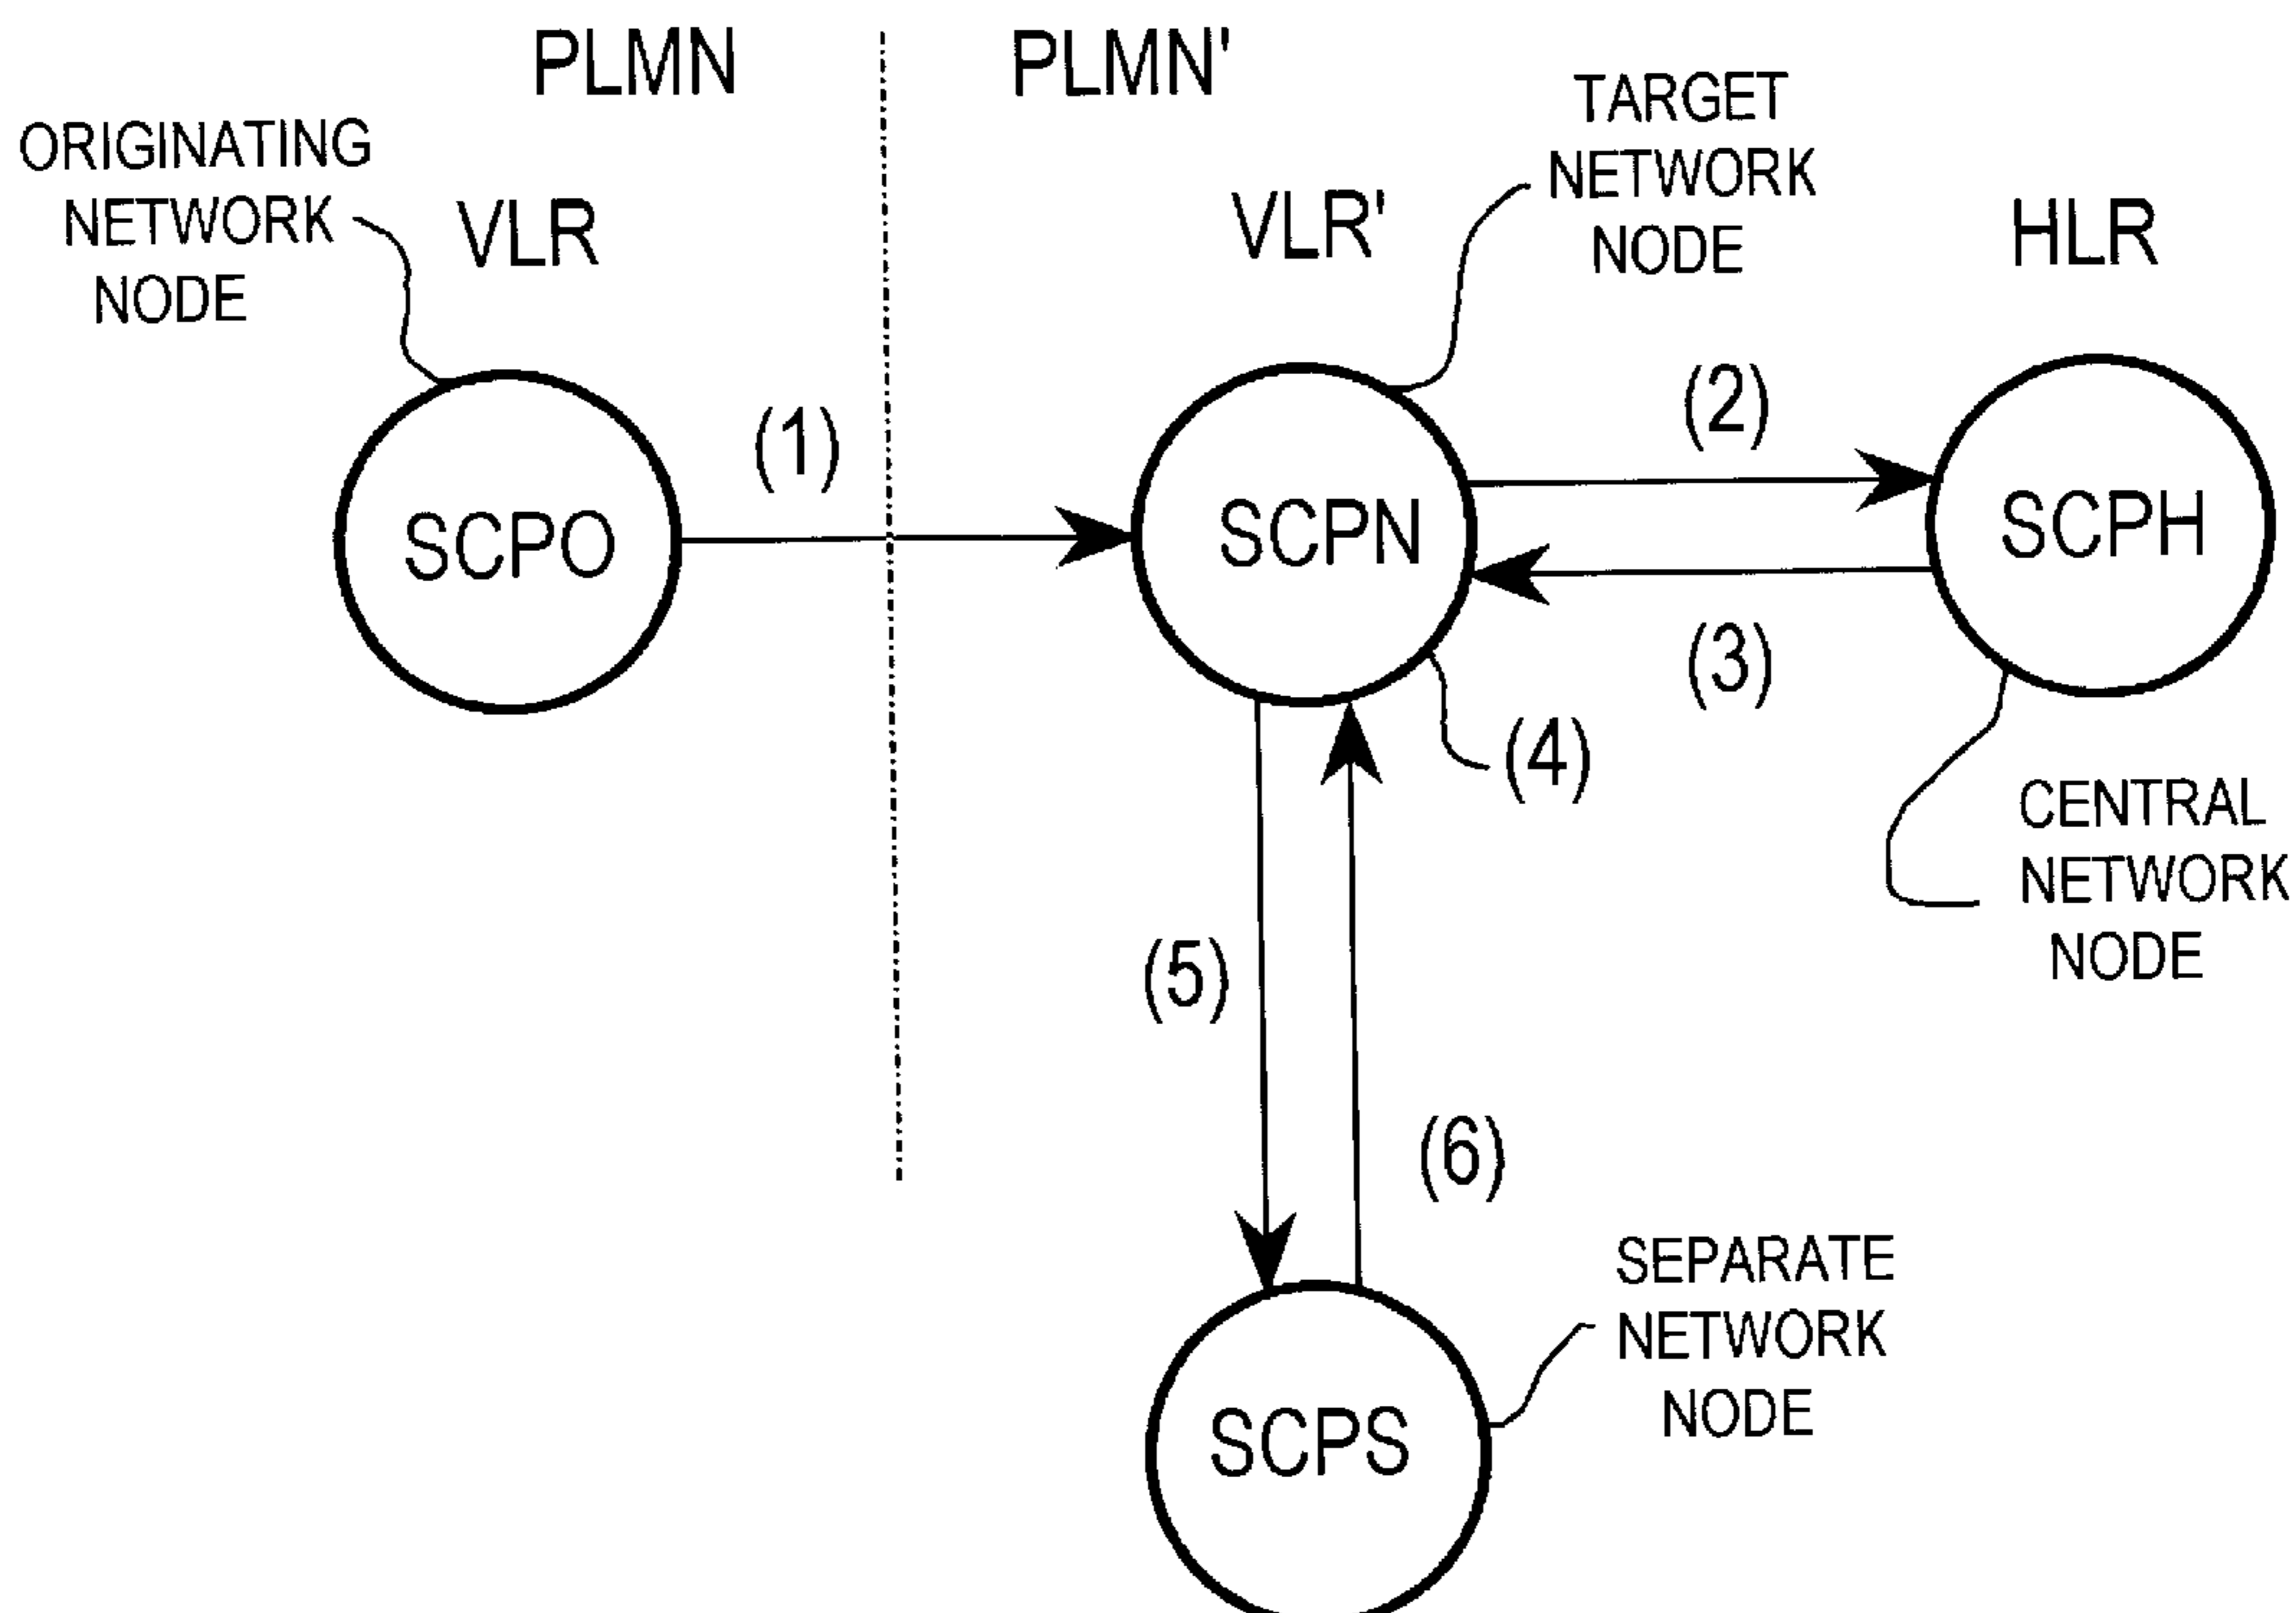 PLMN
PLMN'
ORIGINATING
NETWORK
NODE
VLR
VLR'
TARGET
NETWORK
NODE
HLR
SCPO
(1)
SCPN
(2)
(3)
SCPH
(4)
CENTRAL
NETWORK
NODE
(5)
(6)
SCPS
SEPARATE
NETWORK
NODE